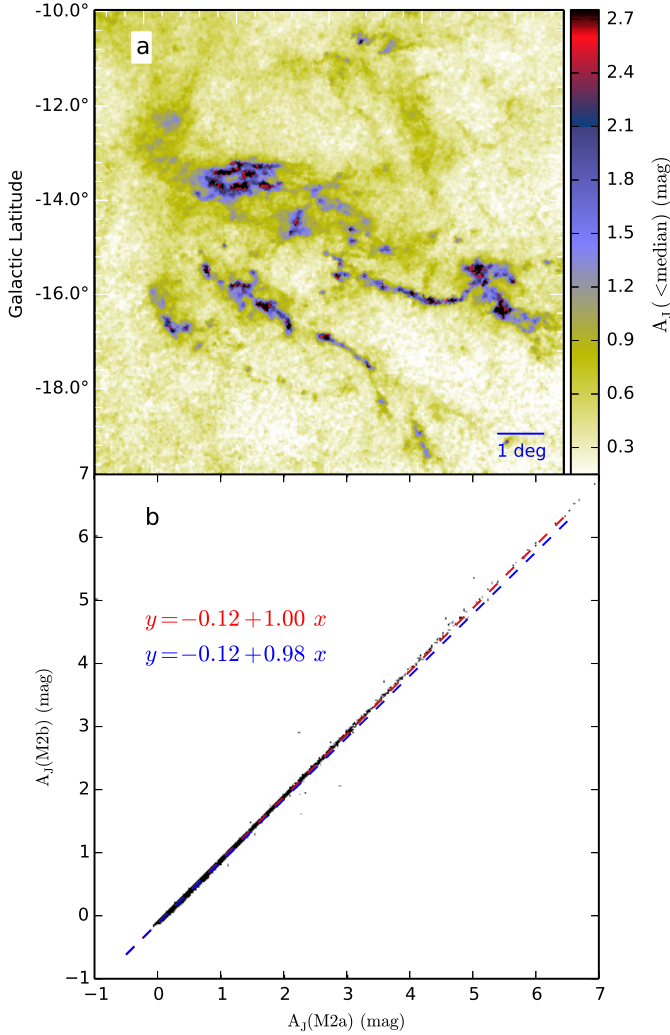 -10.0°
-12.0°
-14.0°
-16.0°
-18.0°
Galactic Latitude
a
1 deg
2.7
2.4
2.1
1.8
1.5
1.2
0.9
0.6
0.3
A_J( <median) (mag)
7
6
5
4
3
2
1
0
−1
A_J(M2b) (mag)
b
y=−0.12+1.00 x
y=−0.12+0.98 x
−1 0 1 2 3 4 5 6 7
A_J(M2a) (mag)